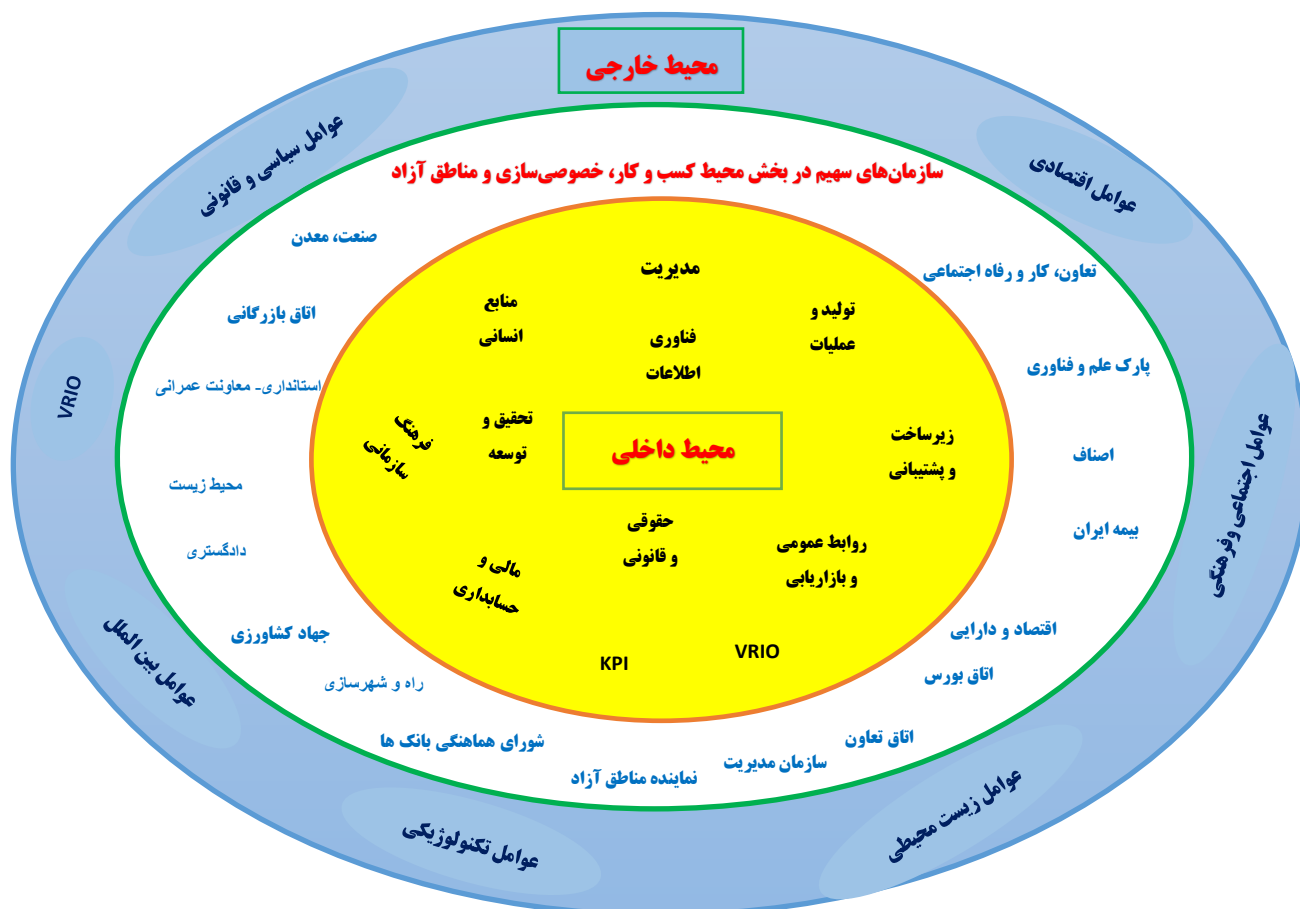 محیط خارجی
عوامل سیاسی و قانونی
عوامل اقتصادی
سازمان‌های سهیم در بخش محیط کسب و کار، خصوصی‌سازی و مناطق آزاد
صنعت، معدن
تعاون، کار و رفاه اجتماعی
مدیریت
منابع
انسانی
تولید و
عملیات
اتاق بازرگانی
فناوری
اطلاعات
پارک علم و فناوری
VRIO
استانداری- معاونت عمرانی
فرهنگ
سازمانی
تحقیق و
توسعه
محیط داخلی
زیرساخت
و پشتیبانی
اصناف
عوامل اجتماعی وفرهنگی
محیط زیست
بیمه ایران
دادگستری
حقوقی
و قانونی
روابط عمومی
و بازاریابی
مالی و
حسابداری
عوامل بین الملل
جهاد کشاورزی
اقتصاد و دارایی
KPI
VRIO
اتاق بورس
راه و شهرسازی
شورای هماهنگی بانک ها
اتاق تعاون
سازمان مدیریت
نماینده مناطق آزاد
عوامل تکنولوژیکی
عوامل زیست محیطی